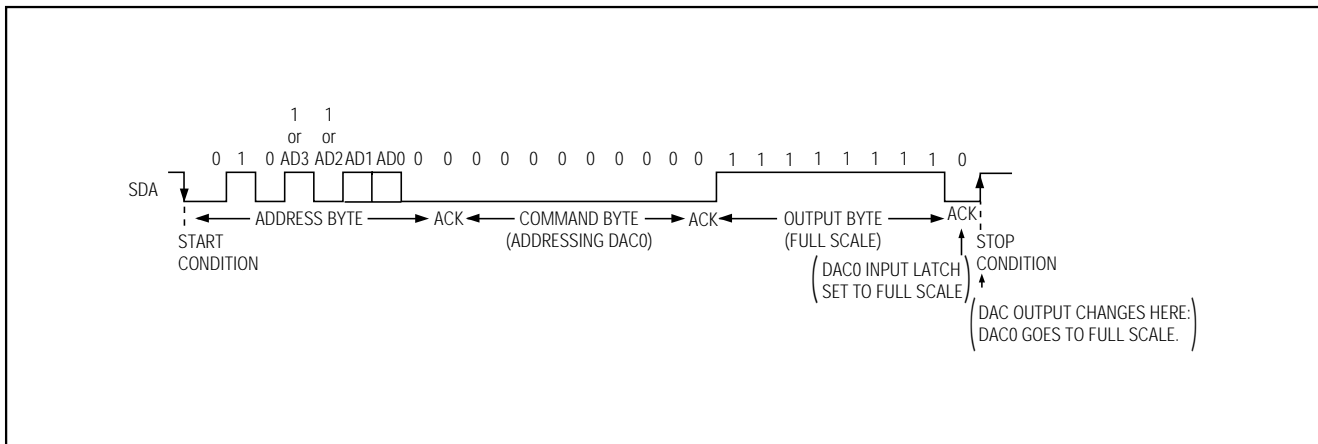 1 1
or or
0 1 0 AD3 AD2 AD1 AD0 0 0 0 0 0 0 0 0 0 0 1 1 1 1 1 1 1 1 0
SDA
ADDRESS BYTE ACK COMMAND BYTE ACK OUTPUT BYTE ACK
(ADDRESSING DAC0) (FULL SCALE)
START
CONDITION
STOP
CONDITION
(DAC0 INPUT LATCH
SET TO FULL SCALE)
(DAC OUTPUT CHANGES HERE:
DAC0 GOES TO FULL SCALE.)